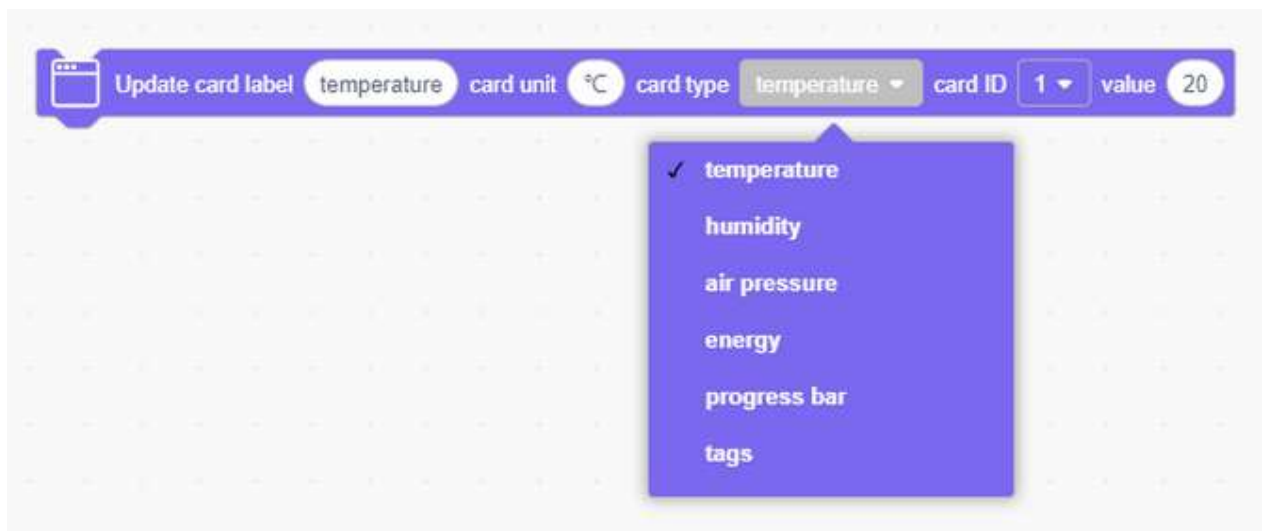 Update card label temperature card unit °C card type temperature card ID 1 value 20
✓ temperature
humidity
air pressure
energy
progress bar
tags